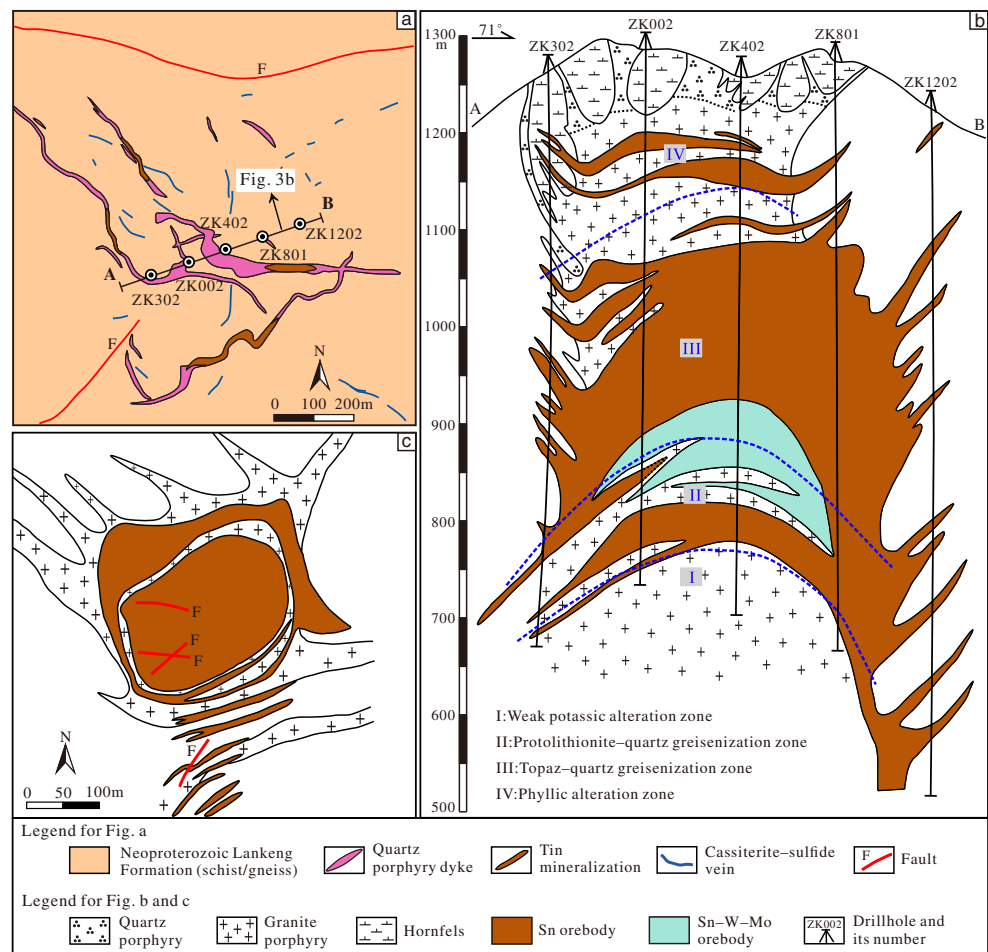 a
F
Fig. 3b
B
ZK402
ZK1202
ZK801
A
ZK002
ZK302
F
N
0 100 200m
b
1300
m
71°
ZK302
ZK002
ZK402
ZK801
ZK1202
A
B
1200
IV
1100
1000
III
900
II
800
I
700
600
500
I:Weak potassic alteration zone
II:Protolithionite–quartz greisenization zone
III:Topaz–quartz greisenization zone
IV:Phyllic alteration zone
c
F
F
F
F
N
0 50 100m
Legend for Fig. a
Neoproterozoic Lankeng
Formation (schist/gneiss)
Quartz
porphyry dyke
Tin
mineralization
Cassiterite–sulfide
vein
F
Fault
Legend for Fig. b and c
Quartz
porphyry
Granite
porphyry
Hornfels
Sn orebody
Sn–W–Mo
orebody
ZK002
Drillhole and
its number